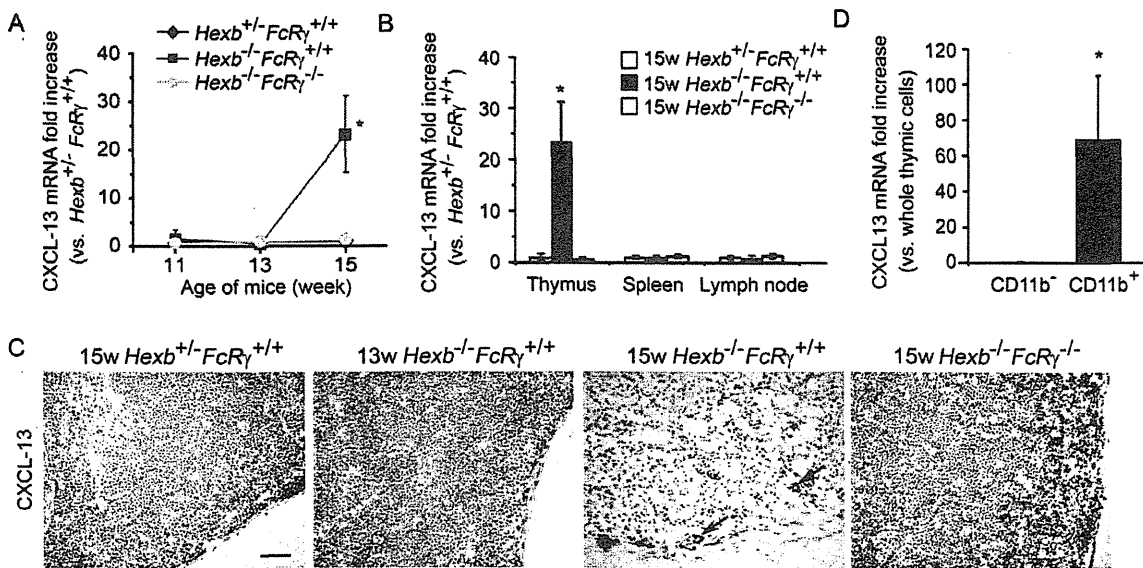 A
CXCL-13 mRNA fold increase
(vs. Hexb+/- FcRγ+/+)
Hexb+/-FcRγ+/+
Hexb-/-FcRγ+/+
Hexb-/-FcRγ-/-
40
30
20
10
0
*
11 13 15
Age of mice (week)
B
CXCL-13 mRNA fold increase
(vs. Hexb+/- FcRγ+/+)
15w Hexb+/-FcRγ+/+
15w Hexb-/-FcRγ+/+
15w Hexb-/-FcRγ-/-
40
30
20
10
0
*
Thymus Spleen Lymph node
D
CXCL13 mRNA fold increase
(vs. whole thymic cells)
120
100
80
60
40
20
0
*
CD11b- CD11b+
C
15w Hexb+/-FcRγ+/+ 13w Hexb-/-FcRγ+/+ 15w Hexb-/-FcRγ+/+ 15w Hexb-/-FcRγ-/-
CXCL-13